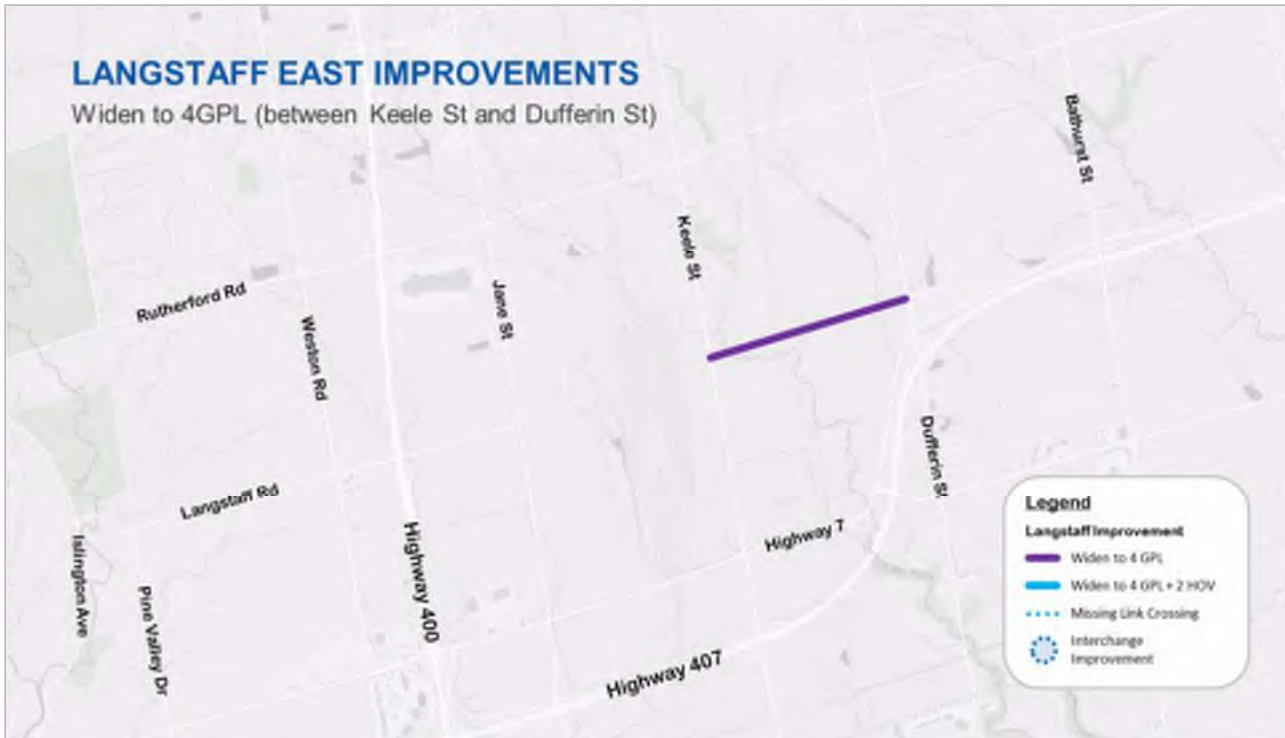 LANGSTAFF EAST IMPROVEMENTS
Widen to 4GPL (between Keele St and Dufferin St)
Bathurst St
Keele St
Rutherford Rd
Jane St
Weston Rd
Dufferin St
Langstaff Rd
Highway 7
Highway 400
Islington Ave
Pine Valley Dr
Highway 407
Legend
Langstaff Improvement
Widen to 4 GPL
Widen to 4 GPL + 2 HOV
Missing Link Crossing
Interchange
Improvement